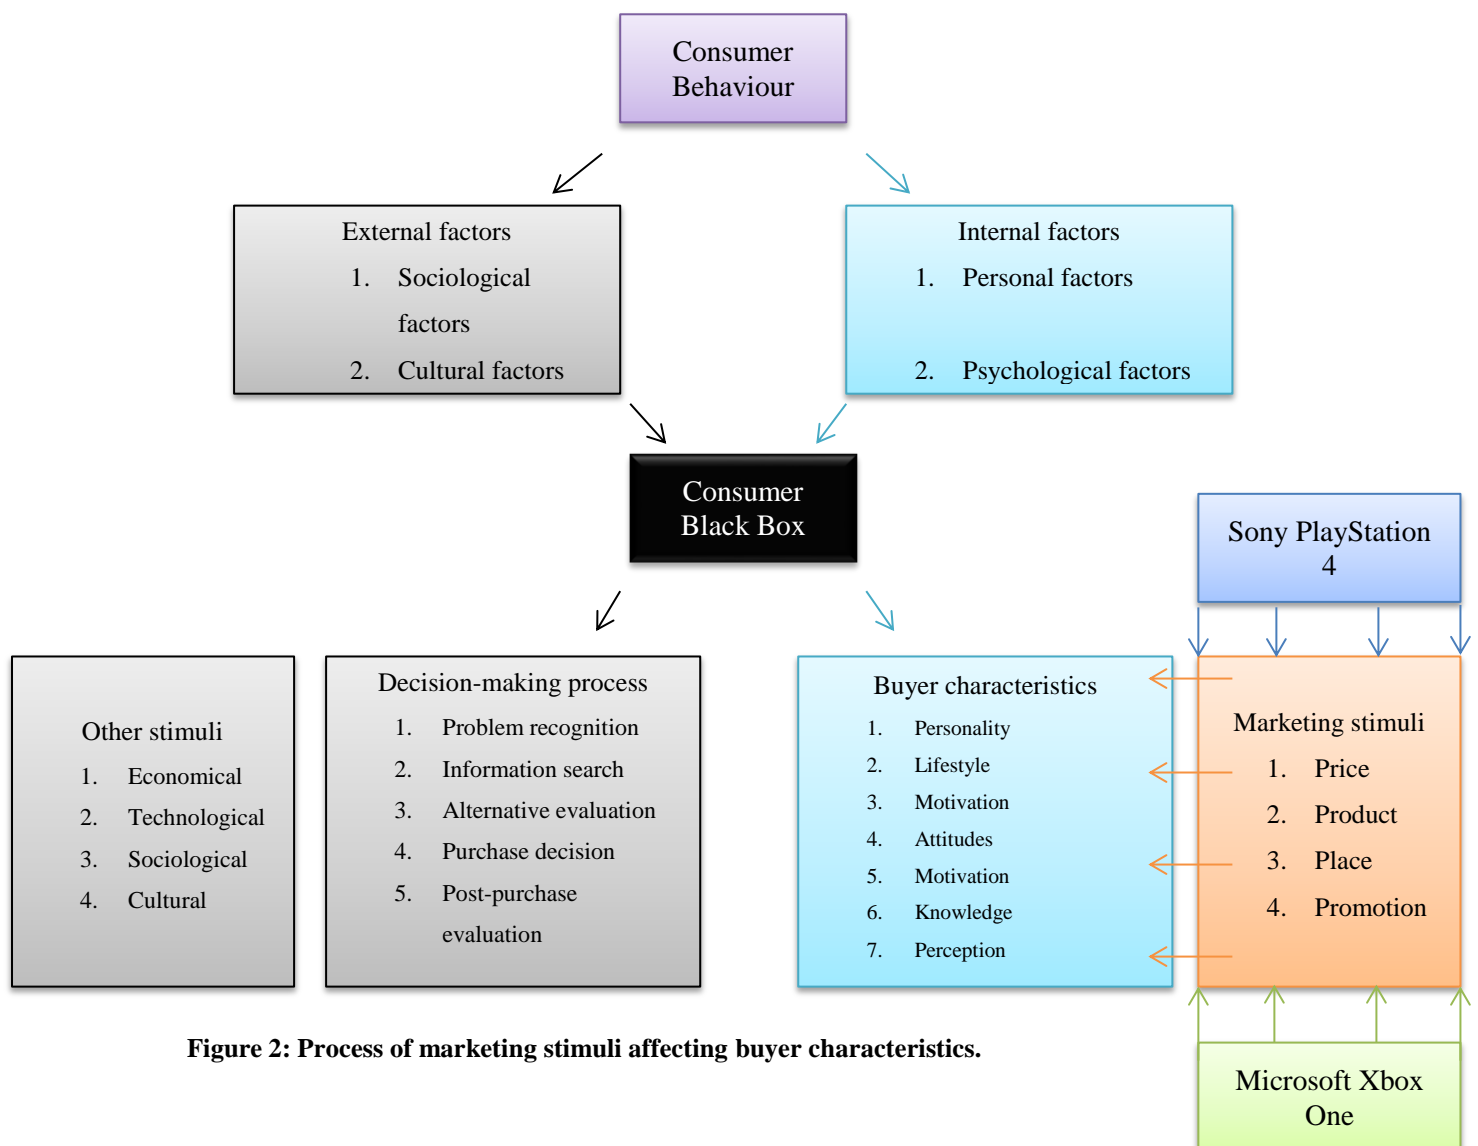 Consumer
Behaviour
External factors
1. Sociological
factors
2. Cultural factors
Internal factors
1. Personal factors
2. Psychological factors
Consumer
Black Box
Sony PlayStation
4
Other stimuli
1. Economical
2. Technological
3. Sociological
4. Cultural
Decision-making process
1. Problem recognition
2. Information search
3. Alternative evaluation
4. Purchase decision
5. Post-purchase
evaluation
Buyer characteristics
1. Personality
2. Lifestyle
3. Motivation
4. Attitudes
5. Motivation
6. Knowledge
7. Perception
Marketing stimuli
1. Price
2. Product
3. Place
4. Promotion
Figure 2: Process of marketing stimuli affecting buyer characteristics.
Microsoft Xbox
One